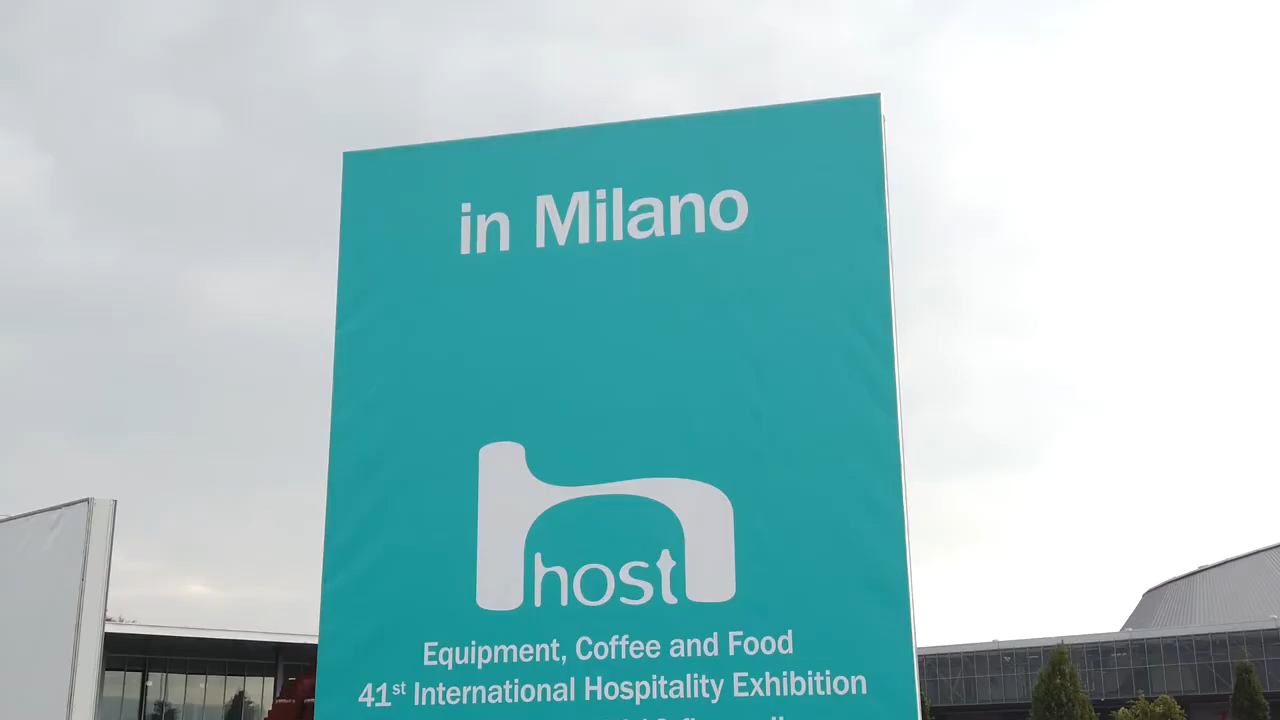 in Milano
host
Equipment, Coffee and Food
41st International Hospitality Exhibition